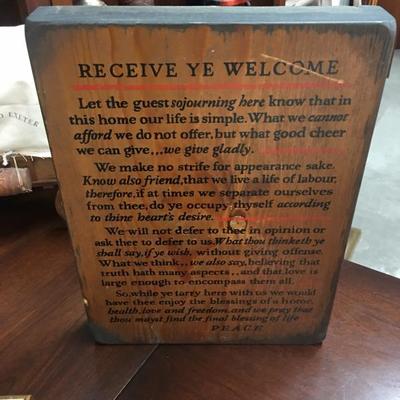 EXETER
RECEIVE YE WELCOME
Let the guest sojourning here know that in
this home our life is simple. What we cannot
afford we do not offer, but what good cheer
we can give,,,we give gladly.
We make no strife for appearance sake.
Know also friend, that we live a life of labour,
therefore, if at times we separate ourselves
from thee, do ye occupy thyself according
to thine heart's desire.
We will not defer to thee in opinion or
ask thee to defer to us. What thou thinketh ye
shall say, if ye wish, without giving offense.
What we think,,,we also say, believing that
truth hath many aspects,,,and that love is
large enough to encompass them all.
So, while ye tarry here with us we would
have thee enjoy the blessings of a home,
health, love and freedom, and we pray that
thou mayst find the final blessing of life
PEACE